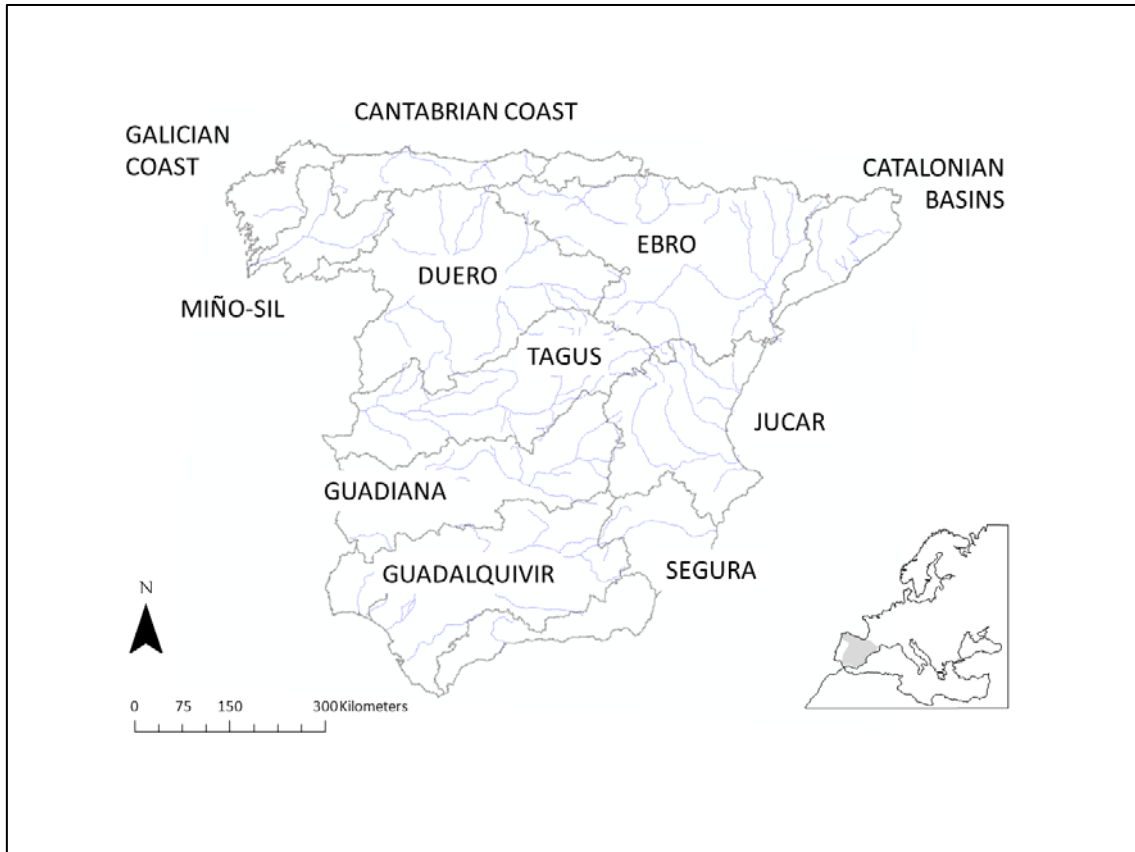 CANTABRIAN COAST
GALICIAN
COAST
CATALONIAN
BASINS
EBRO
DUERO
MIÑO-SIL
TAGUS
JUCAR
GUADIANA
SEGURA
GUADALQUIVIR
N
0 75 150 300 Kilometers